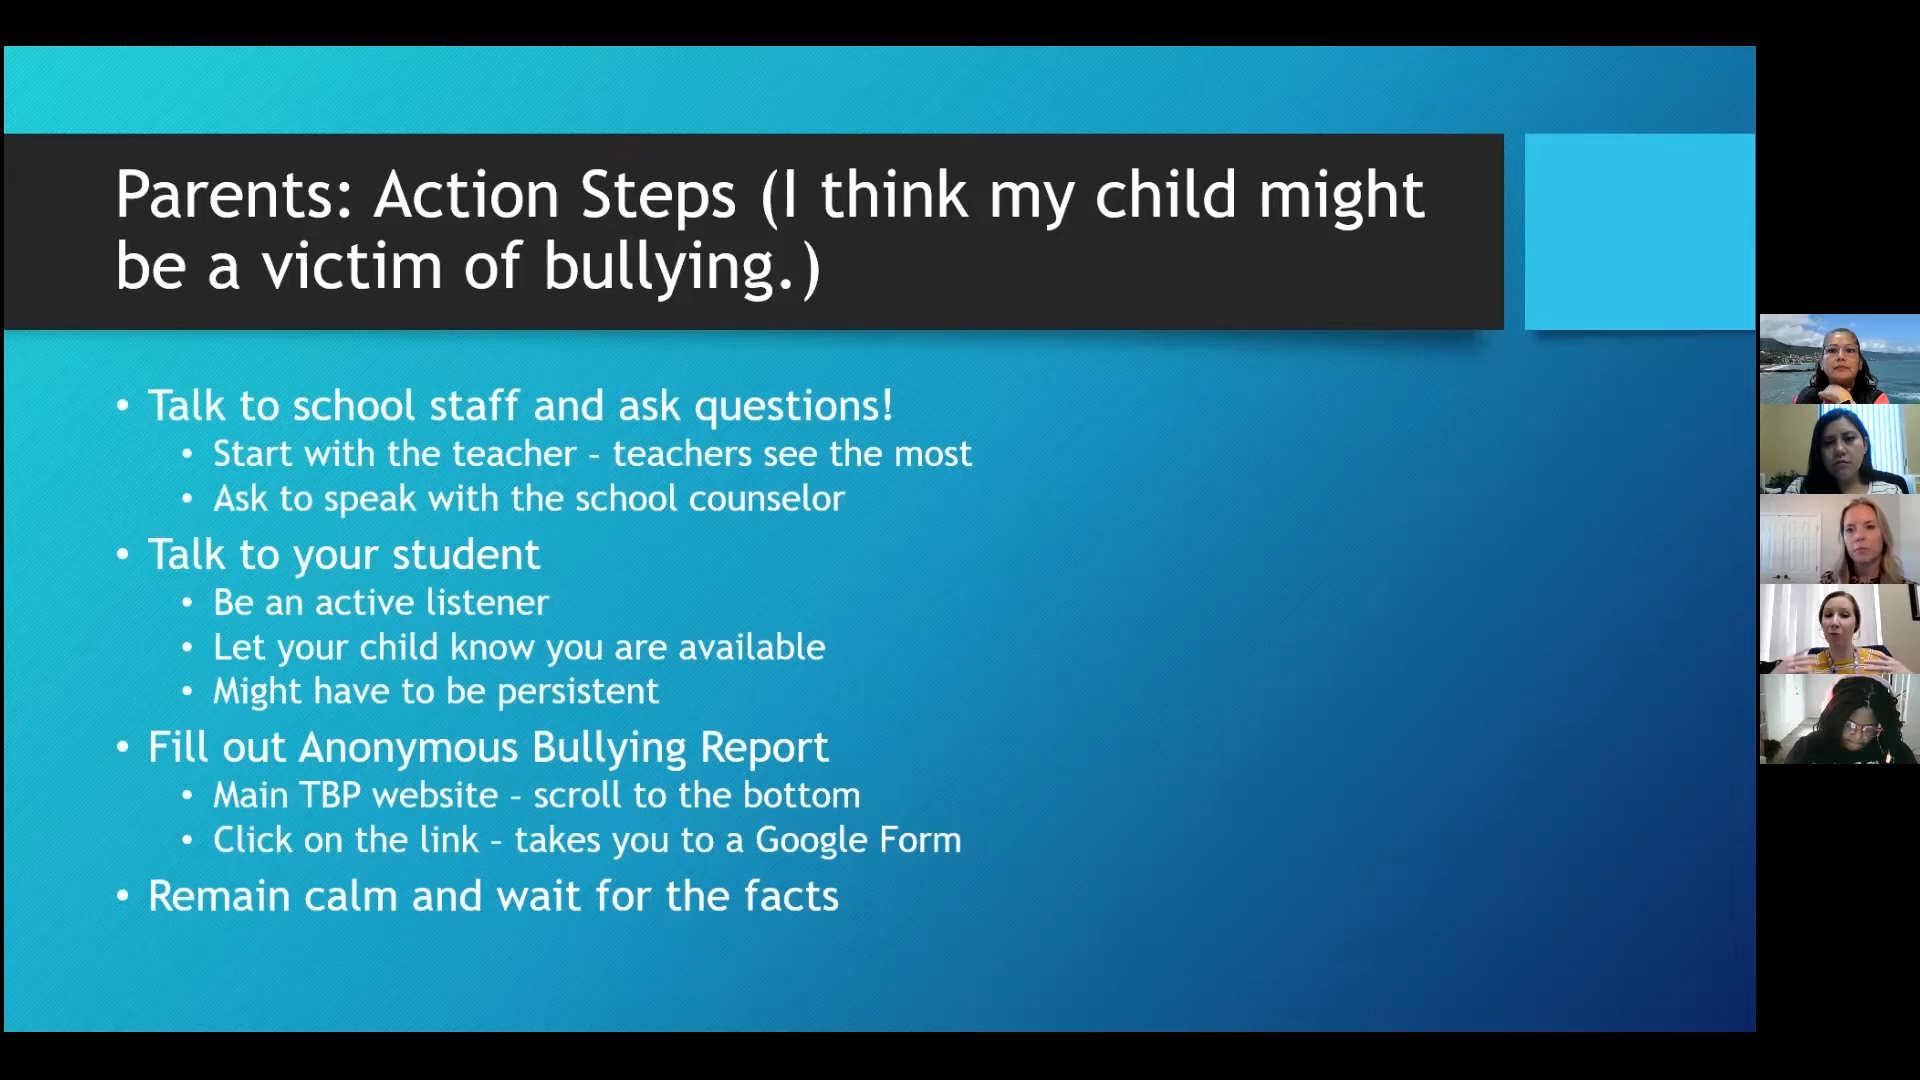 Parents: Action Steps (I think my child might
be a victim of bullying.)
• Talk to school staff and ask questions!
• Start with the teacher – teachers see the most
• Ask to speak with the school counselor
• Talk to your student
• Be an active listener
• Let your child know you are available
• Might have to be persistent
• Fill out Anonymous Bullying Report
• Main TBP website – scroll to the bottom
• Click on the link – takes you to a Google Form
• Remain calm and wait for the facts